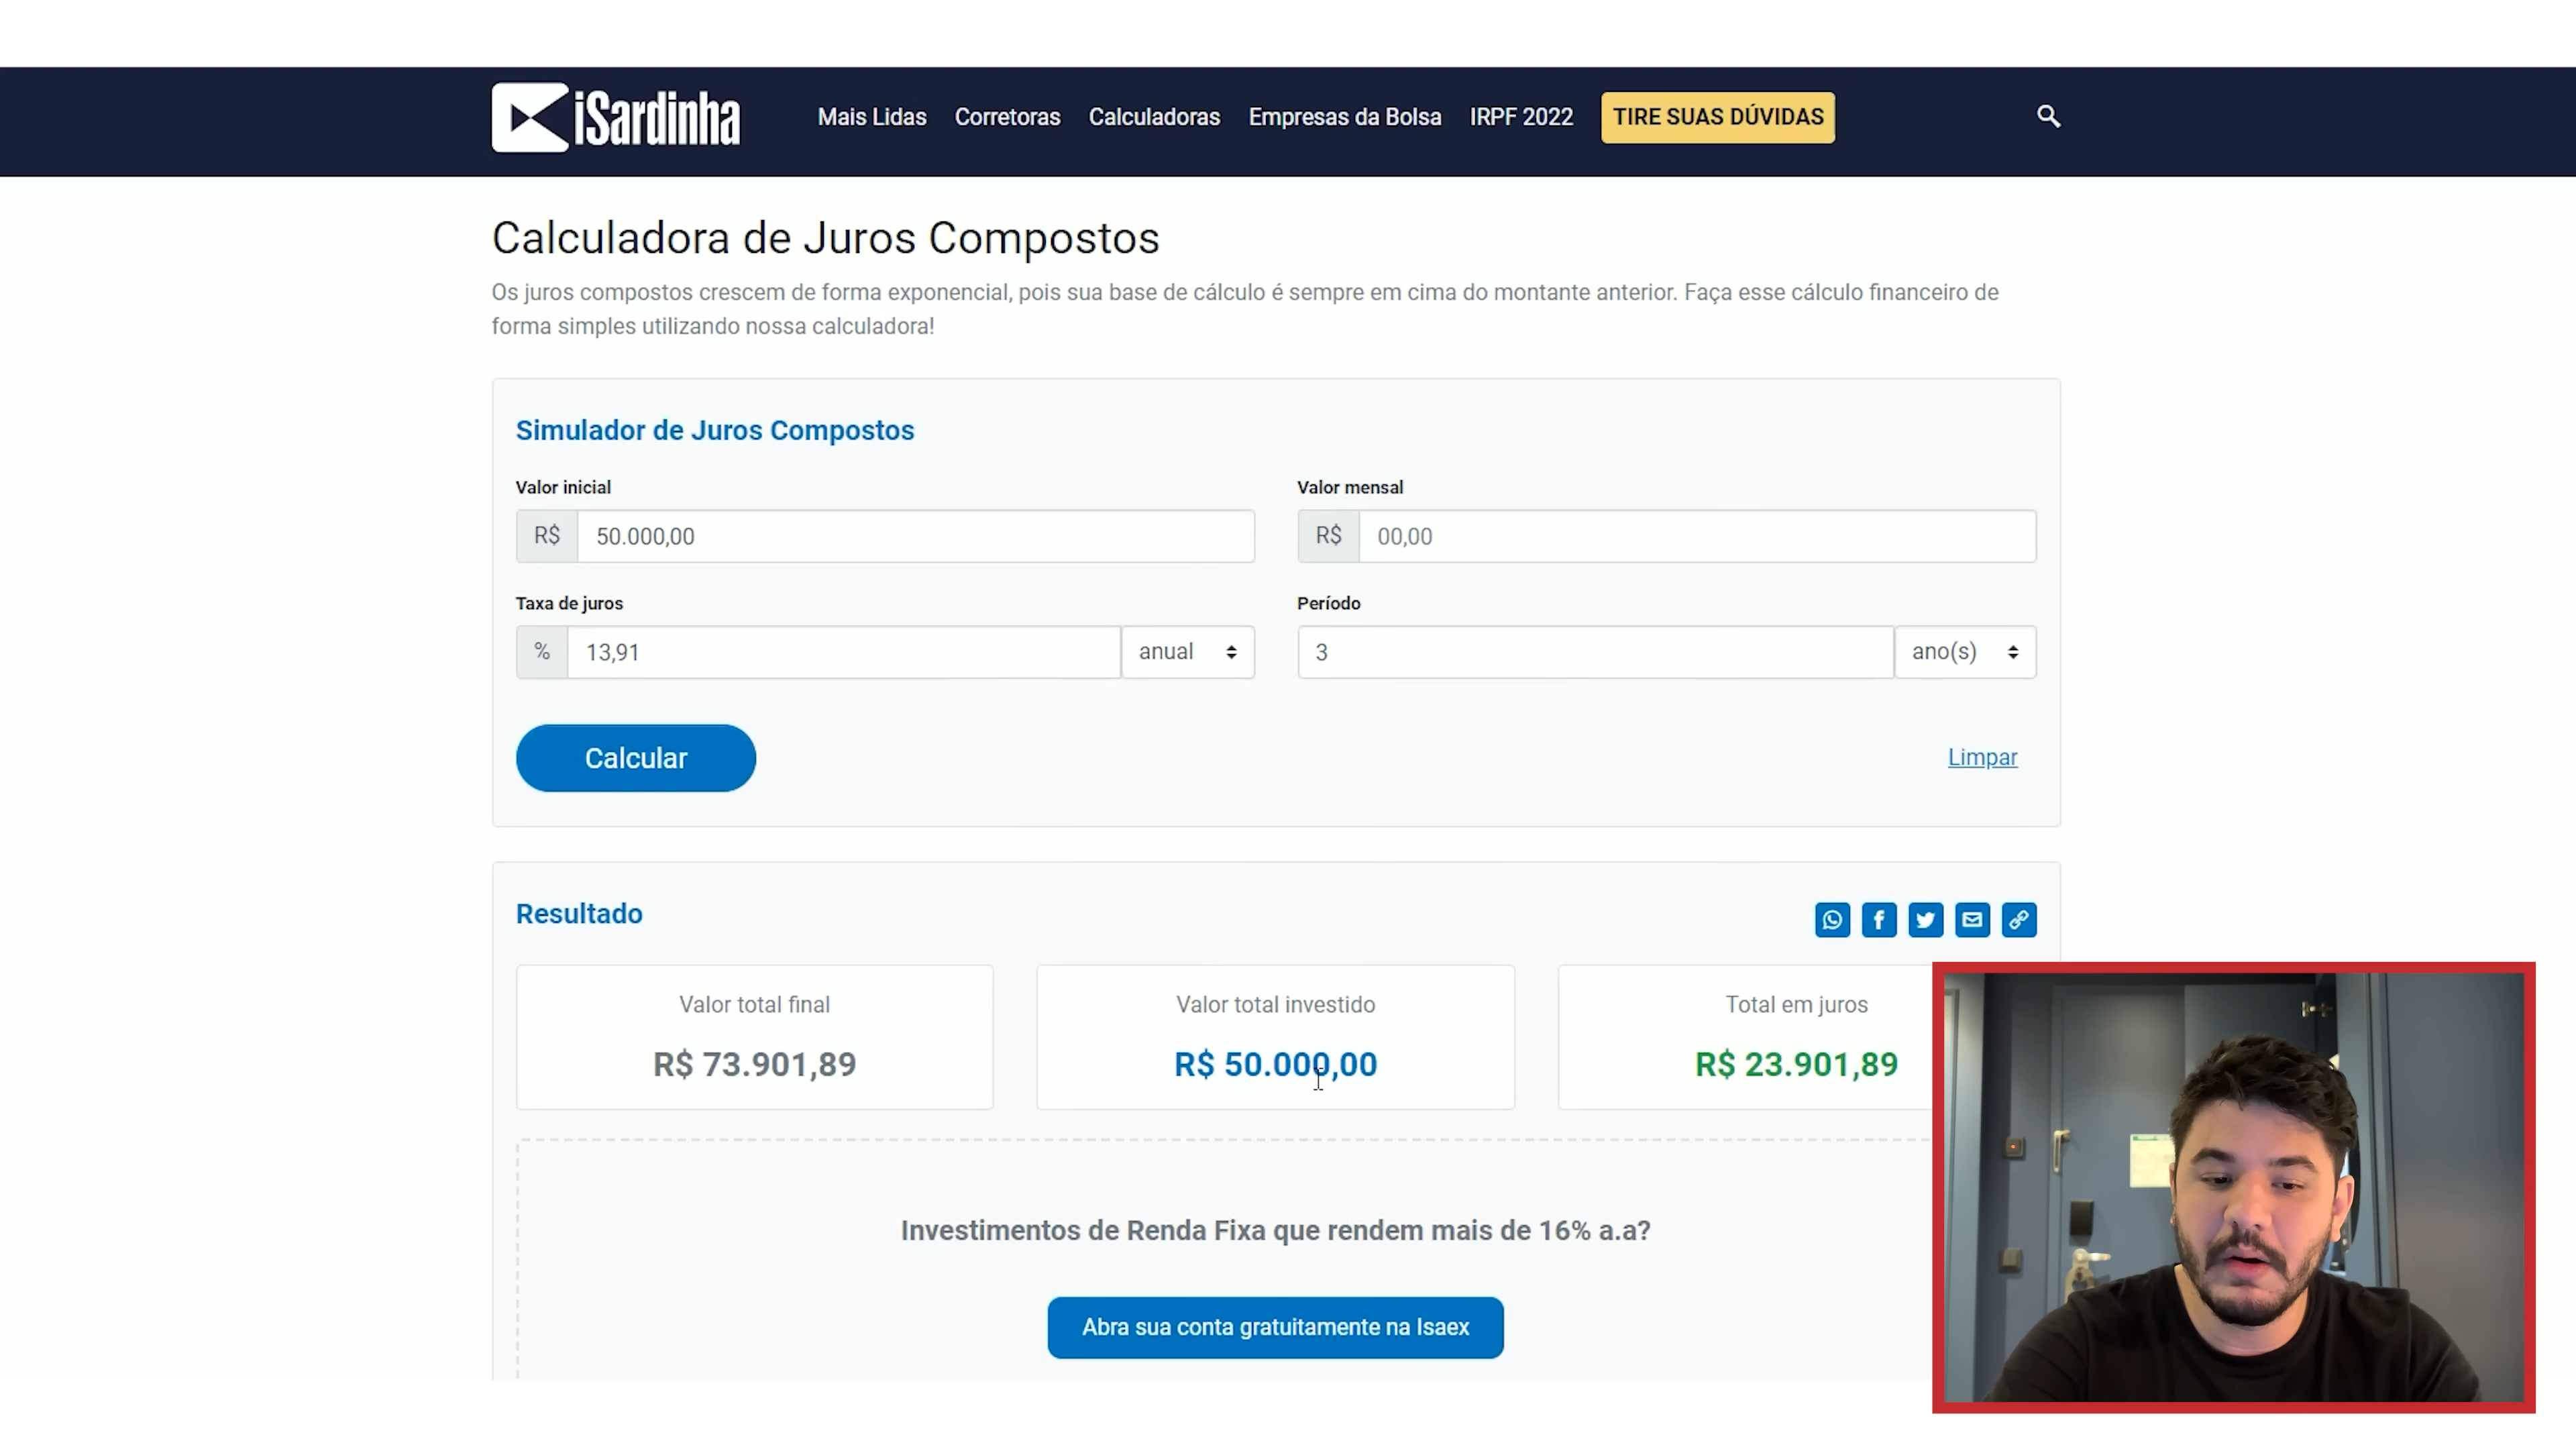 iSardinha
Mais Lidas Corretoras Calculadoras Empresas da Bolsa IRPF 2022 TIRE SUAS DÚVIDAS
Calculadora de Juros Compostos
Os juros compostos crescem de forma exponencial, pois sua base de cálculo é sempre em cima do montante anterior. Faça esse cálculo financeiro de
forma simples utilizando nossa calculadora!
Simulador de Juros Compostos
Valor inicial Valor mensal
R$ 50.000,00 R$ 00,00
Taxa de juros Período
% 13,91 anual 3 ano(s)
Calcular Limpar
Resultado
Valor total final Valor total investido Total em juros
R$ 73.901,89 R$ 50.000,00 R$ 23.901,89
Investimentos de Renda Fixa que rendem mais de 16% a.a?
Abra sua conta gratuitamente na Isaex